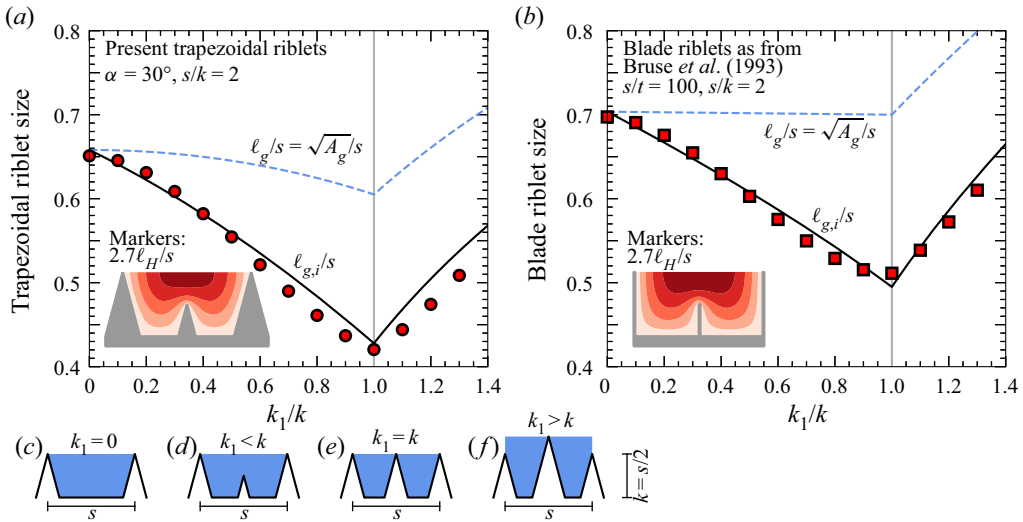 (a)
0.8
0.7
0.6
0.5
0.4
Trapezoidal riblet size
Present trapezoidal riblets
α = 30°, s/k = 2
ℓg/s = √Ag/s
ℓg,i/s
Markers:
2.7ℓH/s
0 0.2 0.4 0.6 0.8 1.0 1.2 1.4
k1/k
(b)
0.8
0.7
0.6
0.5
0.4
Blade riblet size
Blade riblets as from
Bruse et al. (1993)
s/t = 100, s/k = 2
ℓg/s = √Ag/s
ℓg,i/s
Markers:
2.7ℓH/s
0 0.2 0.4 0.6 0.8 1.0 1.2 1.4
k1/k
(c)
k1 = 0
s
(d)
k1 < k
s
(e)
k1 = k
s
(f)
k1 > k
s
k = s/2